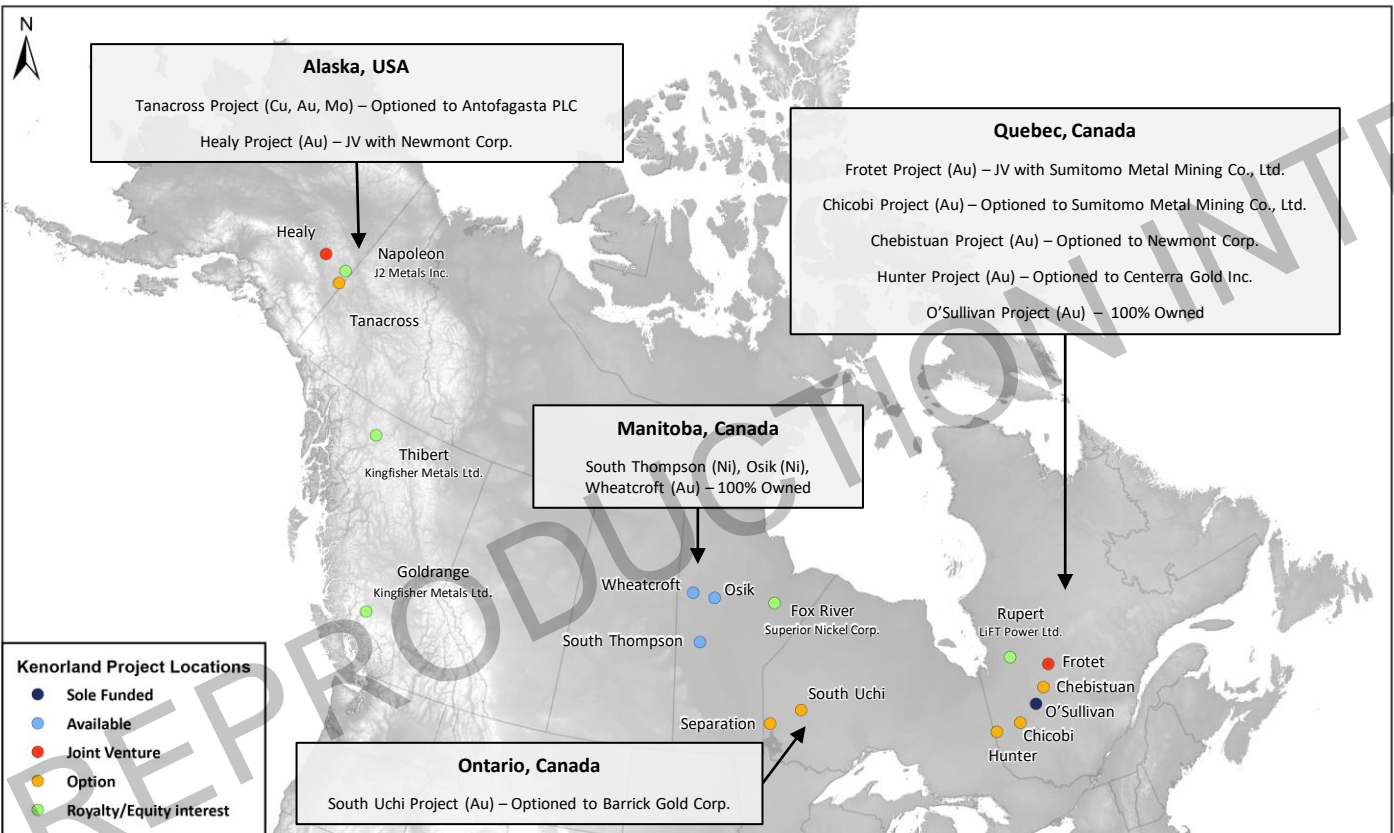 N
Alaska, USA
Tanacross Project (Cu, Au, Mo) – Optioned to Antofagasta PLC
Healy Project (Au) – JV with Newmont Corp.
Quebec, Canada
Frotet Project (Au) – JV with Sumitomo Metal Mining Co., Ltd.
Chicobi Project (Au) – Optioned to Sumitomo Metal Mining Co., Ltd.
Chebistuan Project (Au) – Optioned to Newmont Corp.
Hunter Project (Au) – Optioned to Centerra Gold Inc.
O’Sullivan Project (Au) – 100% Owned
Healy
Napoleon
J2 Metals Inc.
Tanacross
Manitoba, Canada
South Thompson (Ni), Osik (Ni),
Wheatcroft (Au) – 100% Owned
Thibert
Kingfisher Metals Ltd.
Goldrange
Kingfisher Metals Ltd.
Wheatcroft
Osik
Fox River
Superior Nickel Corp.
South Thompson
Rupert
LiFT Power Ltd.
Frotet
Chebistuan
O’Sullivan
Chicobi
Hunter
South Uchi
Separation
Kenorland Project Locations
Sole Funded
Available
Joint Venture
Option
Royalty/Equity interest
Ontario, Canada
South Uchi Project (Au) – Optioned to Barrick Gold Corp.
REPRODUCTION INTE